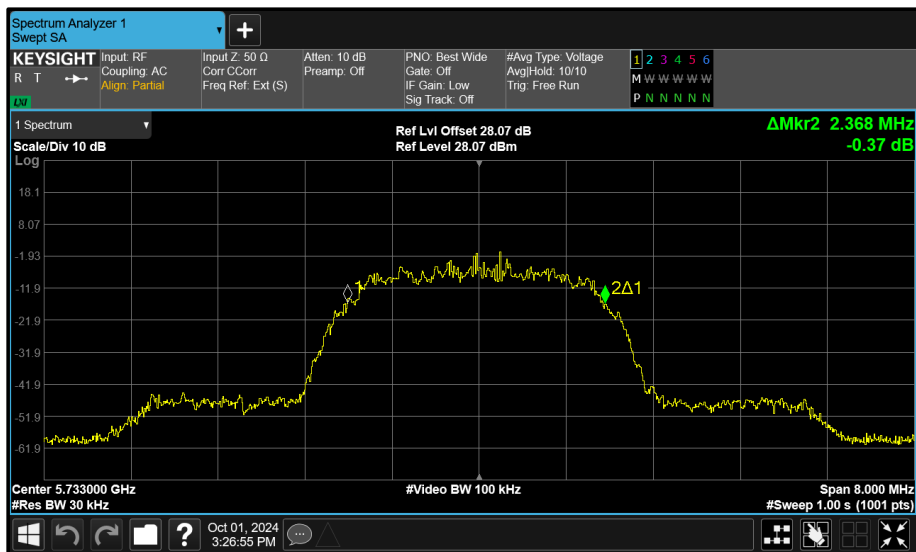 Spectrum Analyzer 1
Swept SA
KEYSIGHT
R T
LXI
Input: RF
Coupling: AC
Align: Partial
Input Z: 50 Ω
Corr CCorr
Freq Ref: Ext (S)
Atten: 10 dB
Preamp: Off
PNO: Best Wide
Gate: Off
IF Gain: Low
Sig Track: Off
#Avg Type: Voltage
Avg|Hold: 10/10
Trig: Free Run
1 2 3 4 5 6
M W W W W W
P N N N N N
1 Spectrum
Scale/Div 10 dB
Ref Lvl Offset 28.07 dB
Ref Level 28.07 dBm
ΔMkr2 2.368 MHz
-0.37 dB
Log
18.1
8.07
-1.93
-11.9
-21.9
-31.9
-41.9
-51.9
-61.9
1
2Δ1
Center 5.733000 GHz
#Res BW 30 kHz
#Video BW 100 kHz
Span 8.000 MHz
#Sweep 1.00 s (1001 pts)
?
Oct 01, 2024
3:26:55 PM